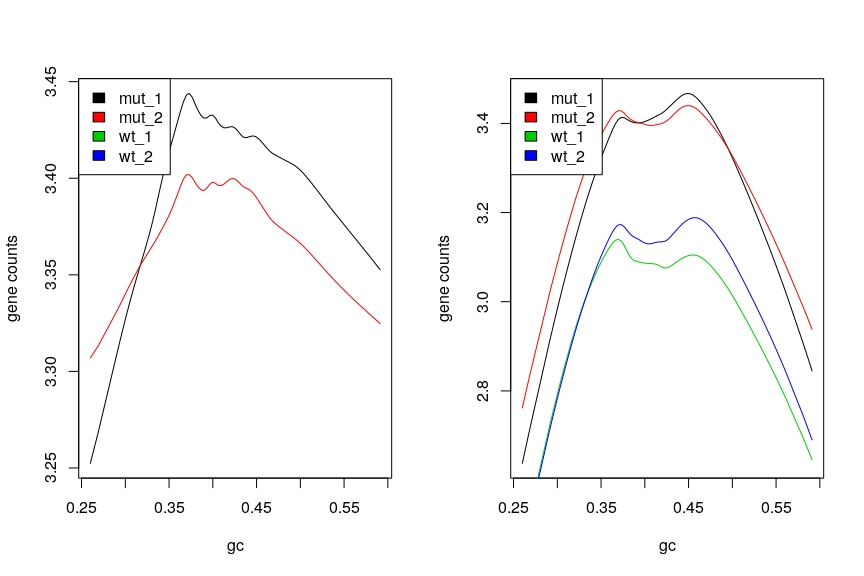 gene counts
3.45
3.40
3.35
3.30
3.25
mut_1
mut_2
wt_1
wt_2
0.25 0.35 0.45 0.55
gc
gene counts
3.4
3.2
3.0
2.8
mut_1
mut_2
wt_1
wt_2
0.25 0.35 0.45 0.55
gc